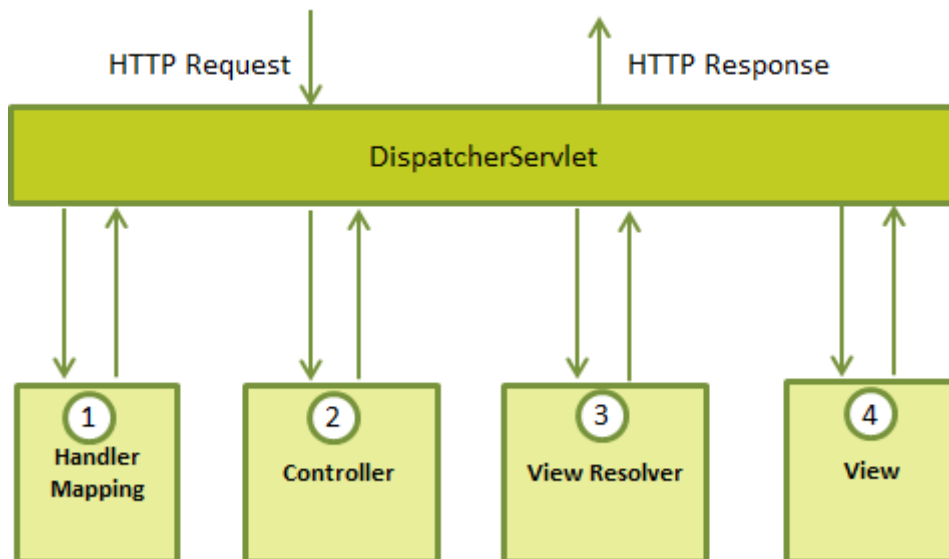 HTTP Request
HTTP Response
DispatcherServlet
1
Handler
Mapping
2
Controller
3
View Resolver
4
View